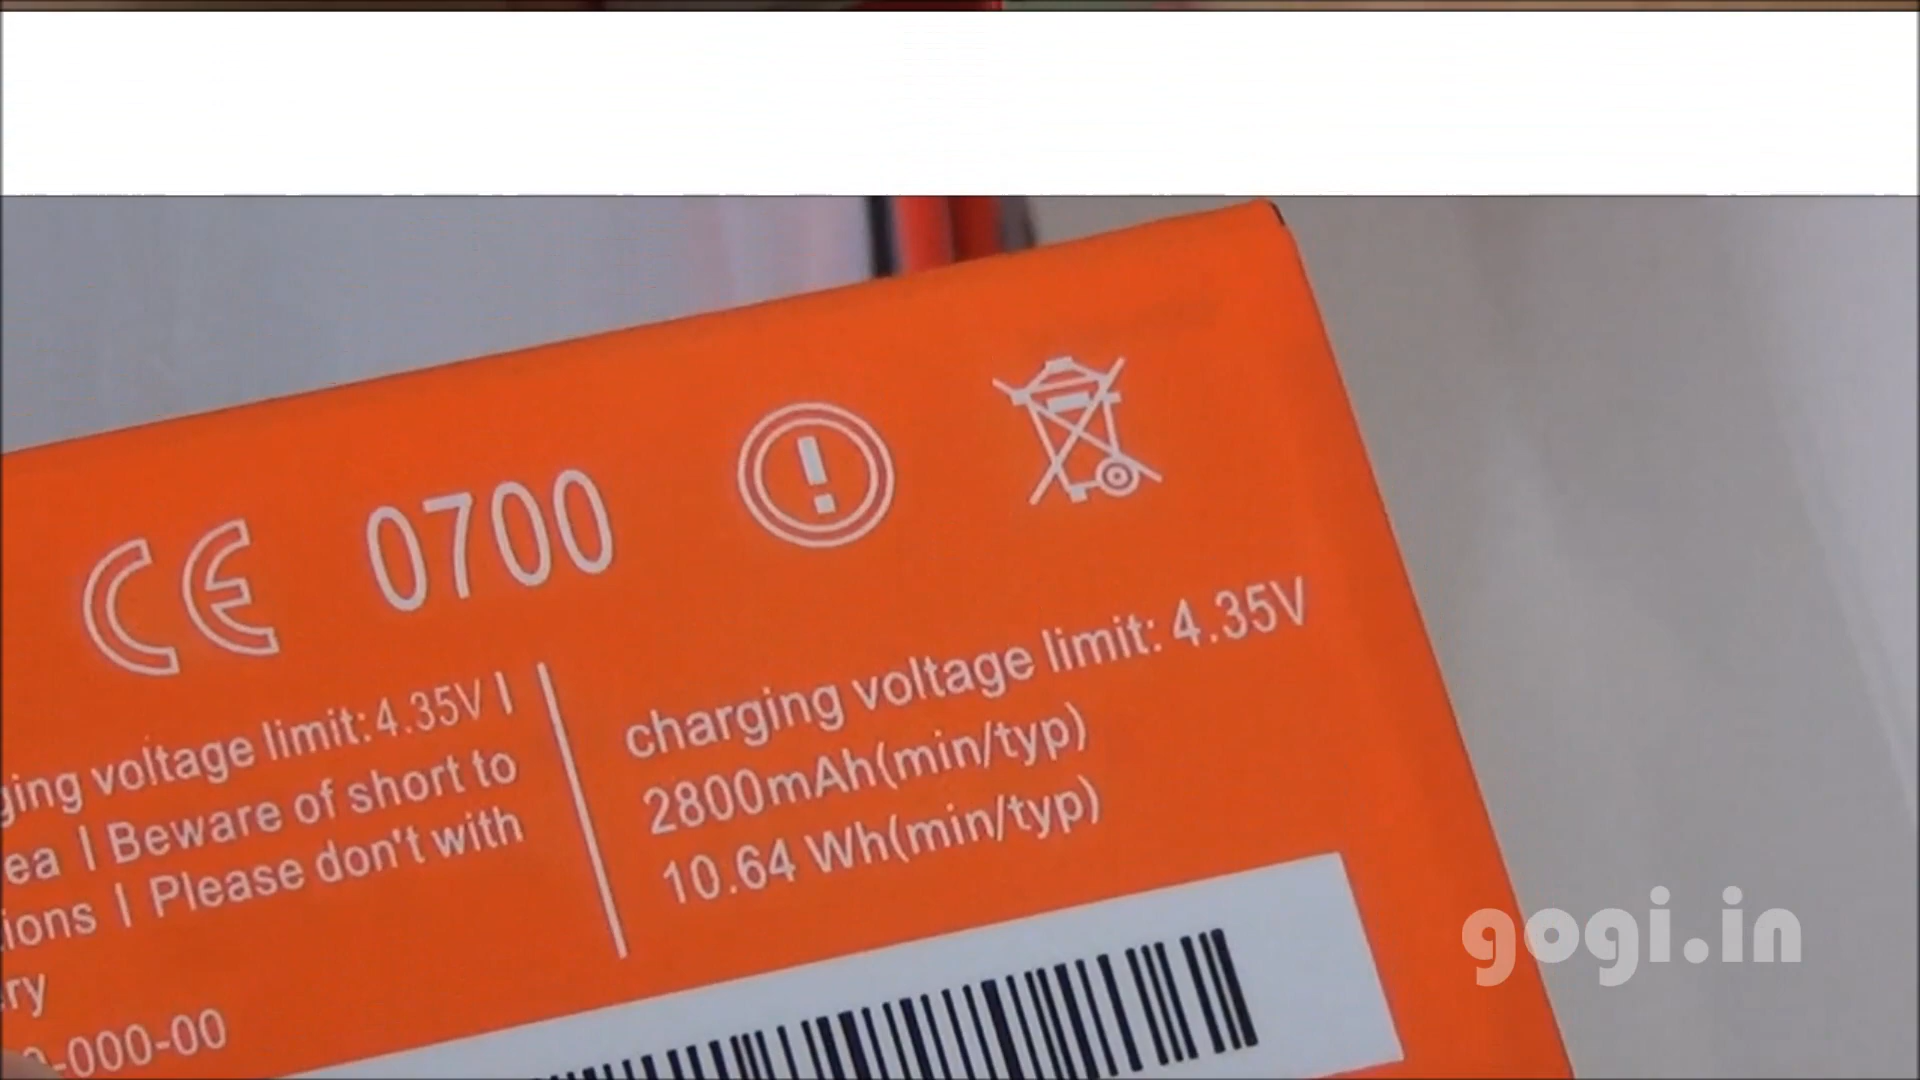 CE 0700
ging voltage limit:4.35V |
ea | Beware of short to
ions | Please don't with
ry
-000-00
charging voltage limit: 4.35V
2800mAh(min/typ)
10.64 Wh(min/typ)
gogi.in